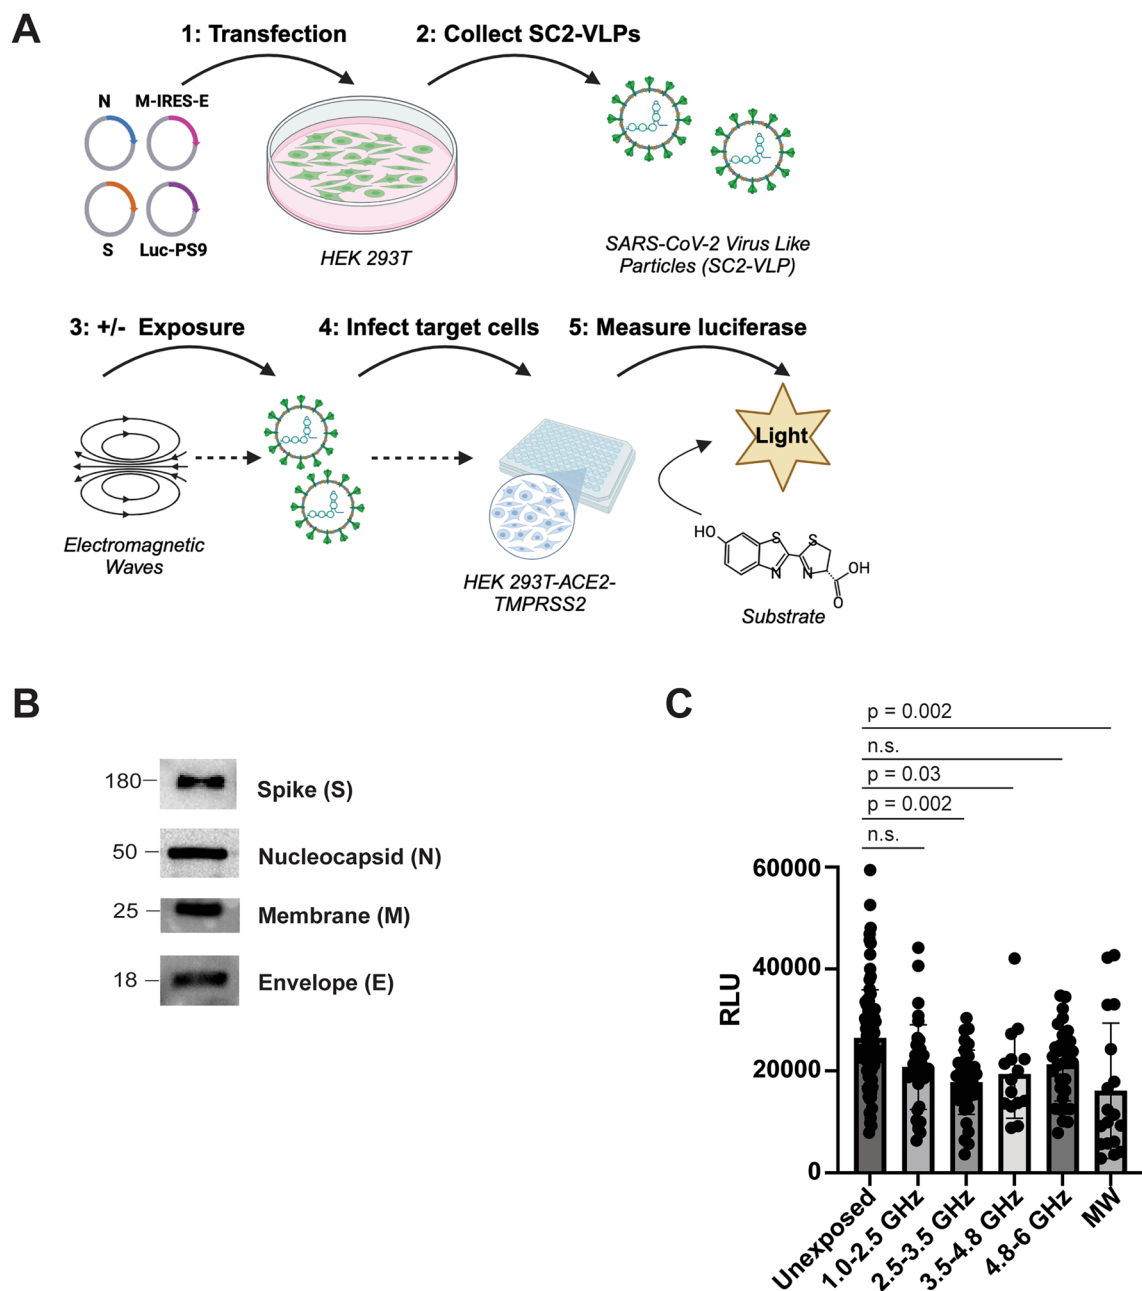 A
1: Transfection
2: Collect SC2-VLPs
N
M-IRES-E
S
Luc-PS9
HEK 293T
SARS-CoV-2 Virus Like
Particles (SC2-VLP)
3: +/- Exposure
4: Infect target cells
5: Measure luciferase
Light
Electromagnetic
Waves
HEK 293T-ACE2-
TMPRSS2
HO
S
S
N
N
OH
O
Substrate
B
180
Spike (S)
50
Nucleocapsid (N)
25
Membrane (M)
18
Envelope (E)
C
p = 0.002
n.s.
p = 0.03
p = 0.002
n.s.
60000
40000
20000
0
RLU
Unexposed
1.0-2.5 GHz
2.5-3.5 GHz
3.5-4.8 GHz
4.8-6 GHz
MW